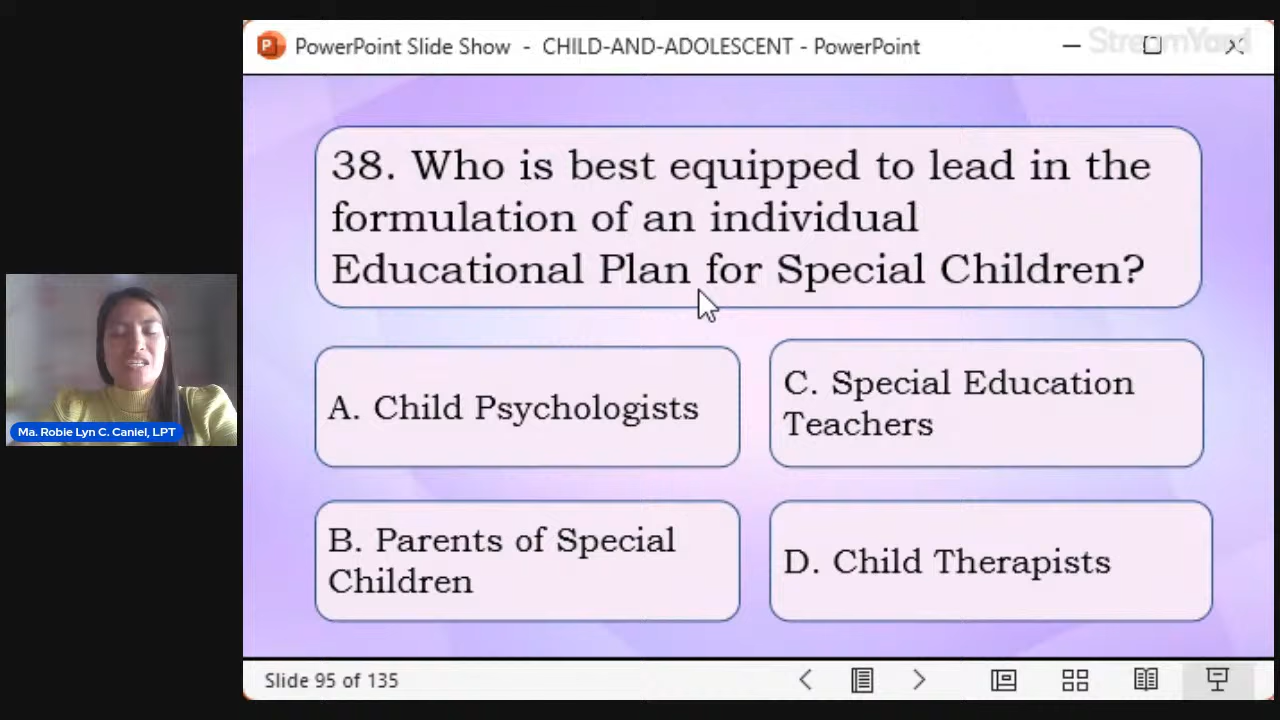 PowerPoint Slide Show - CHILD-AND-ADOLESCENT - PowerPoint
StreamYard
38. Who is best equipped to lead in the
formulation of an individual
Educational Plan for Special Children?
A. Child Psychologists
C. Special Education
Teachers
B. Parents of Special
Children
D. Child Therapists
Ma. Robie Lyn C. Caniel, LPT
Slide 95 of 135